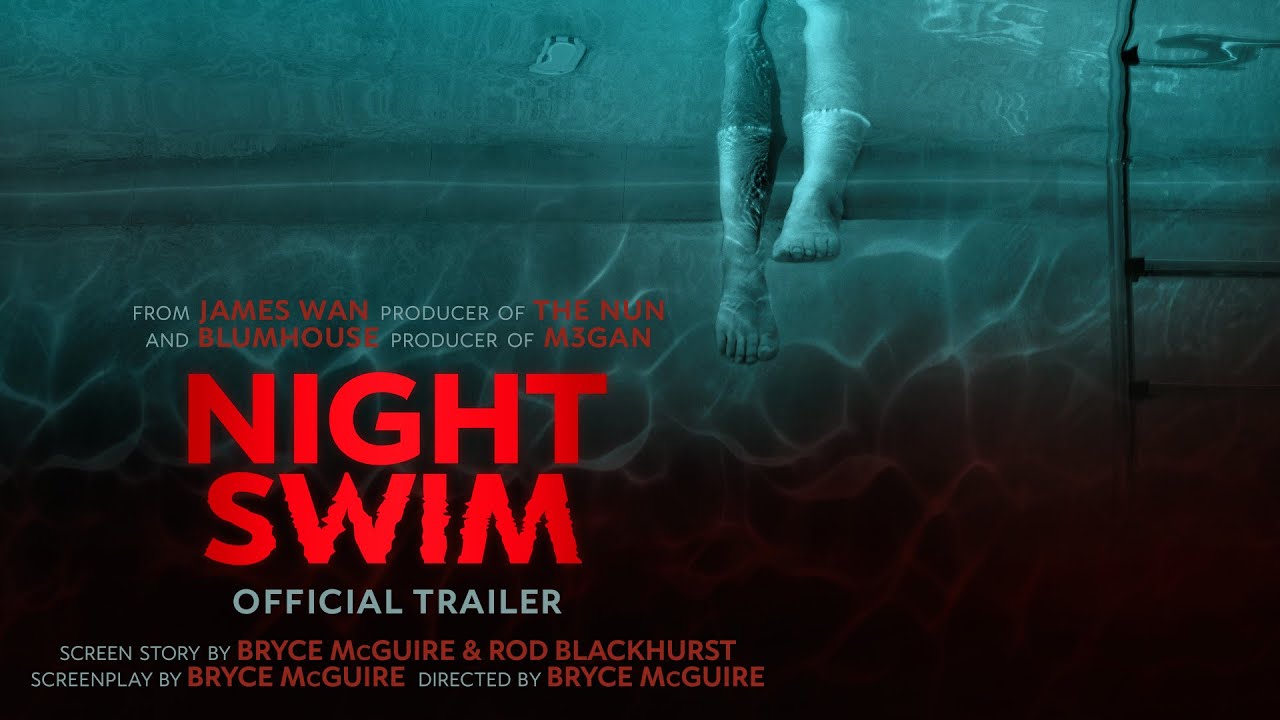 FROM JAMES WAN PRODUCER OF THE NUN
AND BLUMHOUSE PRODUCER OF M3GAN
NIGHT
SWIM
OFFICIAL TRAILER
SCREEN STORY BY BRYCE McGUIRE & ROD BLACKHURST
SCREENPLAY BY BRYCE McGUIRE DIRECTED BY BRYCE McGUIRE